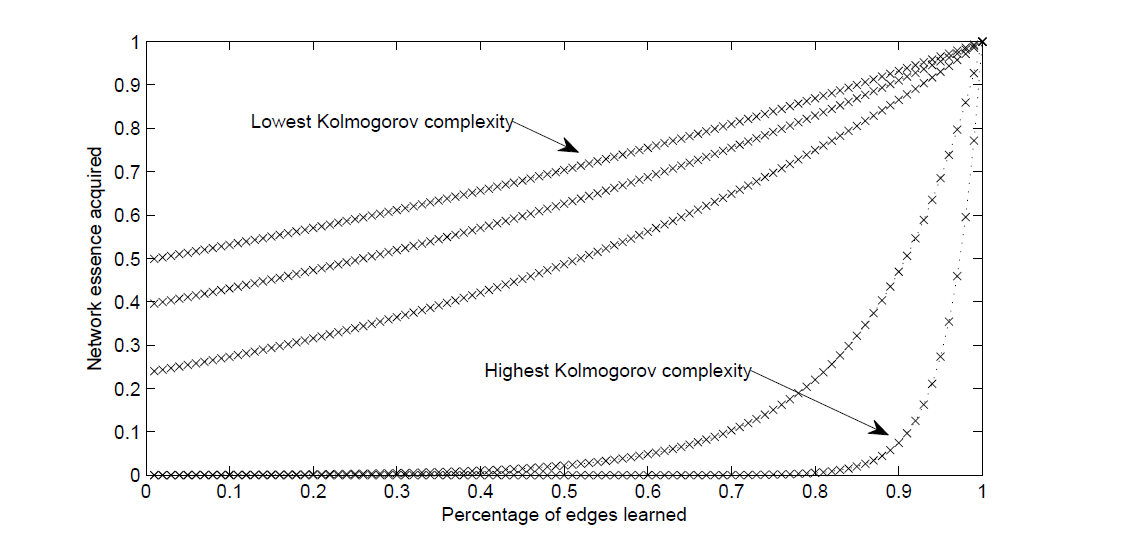 1
0.9
Lowest Kolmogorov complexity
0.8
0.7
0.6
Network essence acquired
0.5
0.4
0.3
Highest Kolmogorov complexity
0.2
0.1
0
0 0.1 0.2 0.3 0.4 0.5 0.6 0.7 0.8 0.9 1
Percentage of edges learned